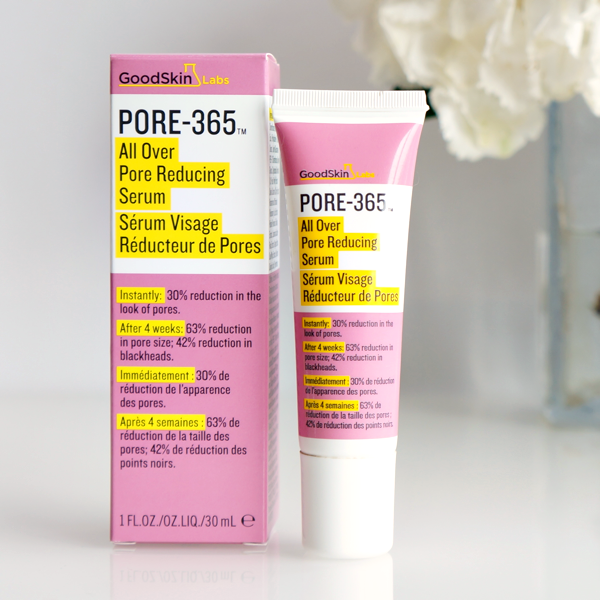 GoodSkin Labs
PORE-365™
All Over
Pore Reducing
Serum
Sérum Visage
Réducteur de Pores
Instantly: 30% reduction in the
look of pores.
After 4 weeks: 63% reduction
in pore size; 42% reduction in
blackheads.
Immédiatement : 30% de
réduction de l'apparence
des pores.
Après 4 semaines : 63% de
réduction de la taille des
pores; 42% de réduction des
points noirs.
1 FL.OZ./OZ.LIQ./30 mL ℮
GoodSkin Labs
PORE-365™
All Over
Pore Reducing
Serum
Sérum Visage
Réducteur de Pores
Instantly: 30% reduction in the
look of pores.
After 4 weeks: 63% reduction in
pore size; 42% reduction in
blackheads.
Immédiatement : 30% de réduction
de l'apparence des pores.
Après 4 semaines : 63% de
réduction de la taille des pores;
42% de réduction des points noirs.